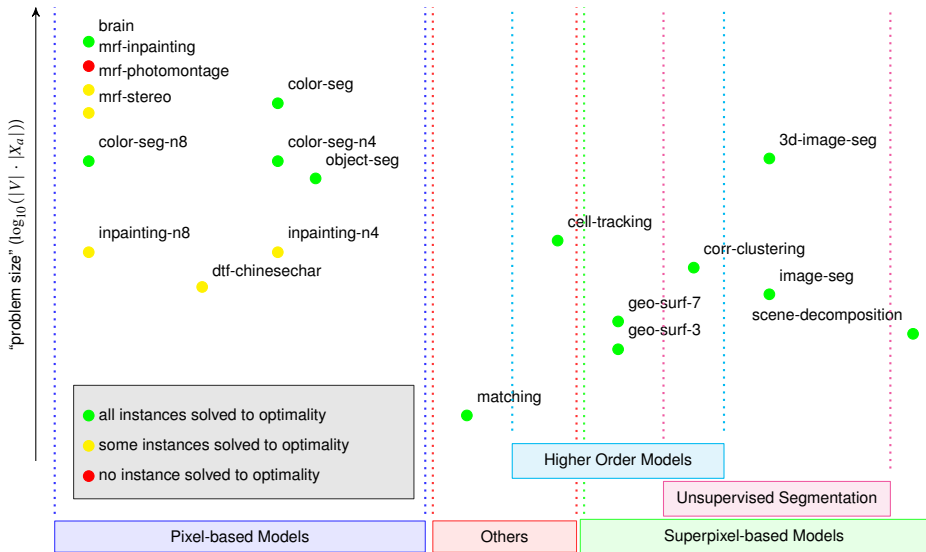 brain
mrf-inpainting
mrf-photomontage
mrf-stereo
color-seg
color-seg-n8
color-seg-n4
object-seg
3d-image-seg
inpainting-n8
inpainting-n4
cell-tracking
dtf-chinesechar
corr-clustering
image-seg
geo-surf-7
scene-decomposition
geo-surf-3
matching
"problem size" (log₁₀(|V| · |Xₐ|))
all instances solved to optimality
some instances solved to optimality
no instance solved to optimality
Higher Order Models
Unsupervised Segmentation
Pixel-based Models
Others
Superpixel-based Models